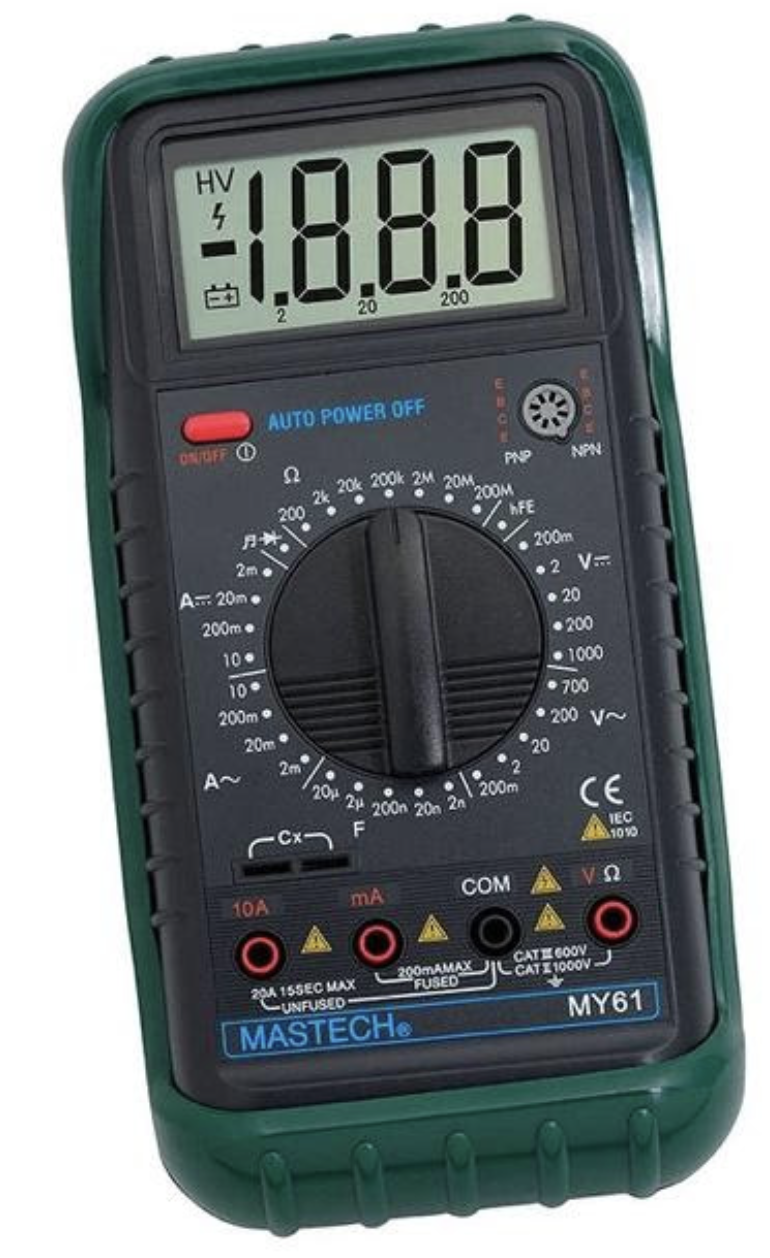 HV
-1.8.8.8
2 20 200
AUTO POWER OFF
ON/OFF
E B C E
E B C E
PNP NPN
Ω
200 2k 20k 200k 2M 20M 200M
hFE
200m
2 V⎓
20
200
1000
700
200 V~
20
2
200m
2m
A⎓ 20m
200m
10
10
200m
20m
A~ 2m
20µ 2µ 200n 20n 2n
F
Cx
CE
IEC
1010
10A mA COM V Ω
200mA MAX
FUSED
CAT III 600V
CAT II 1000V
20A 15SEC MAX
UNFUSED
MASTECH® MY61